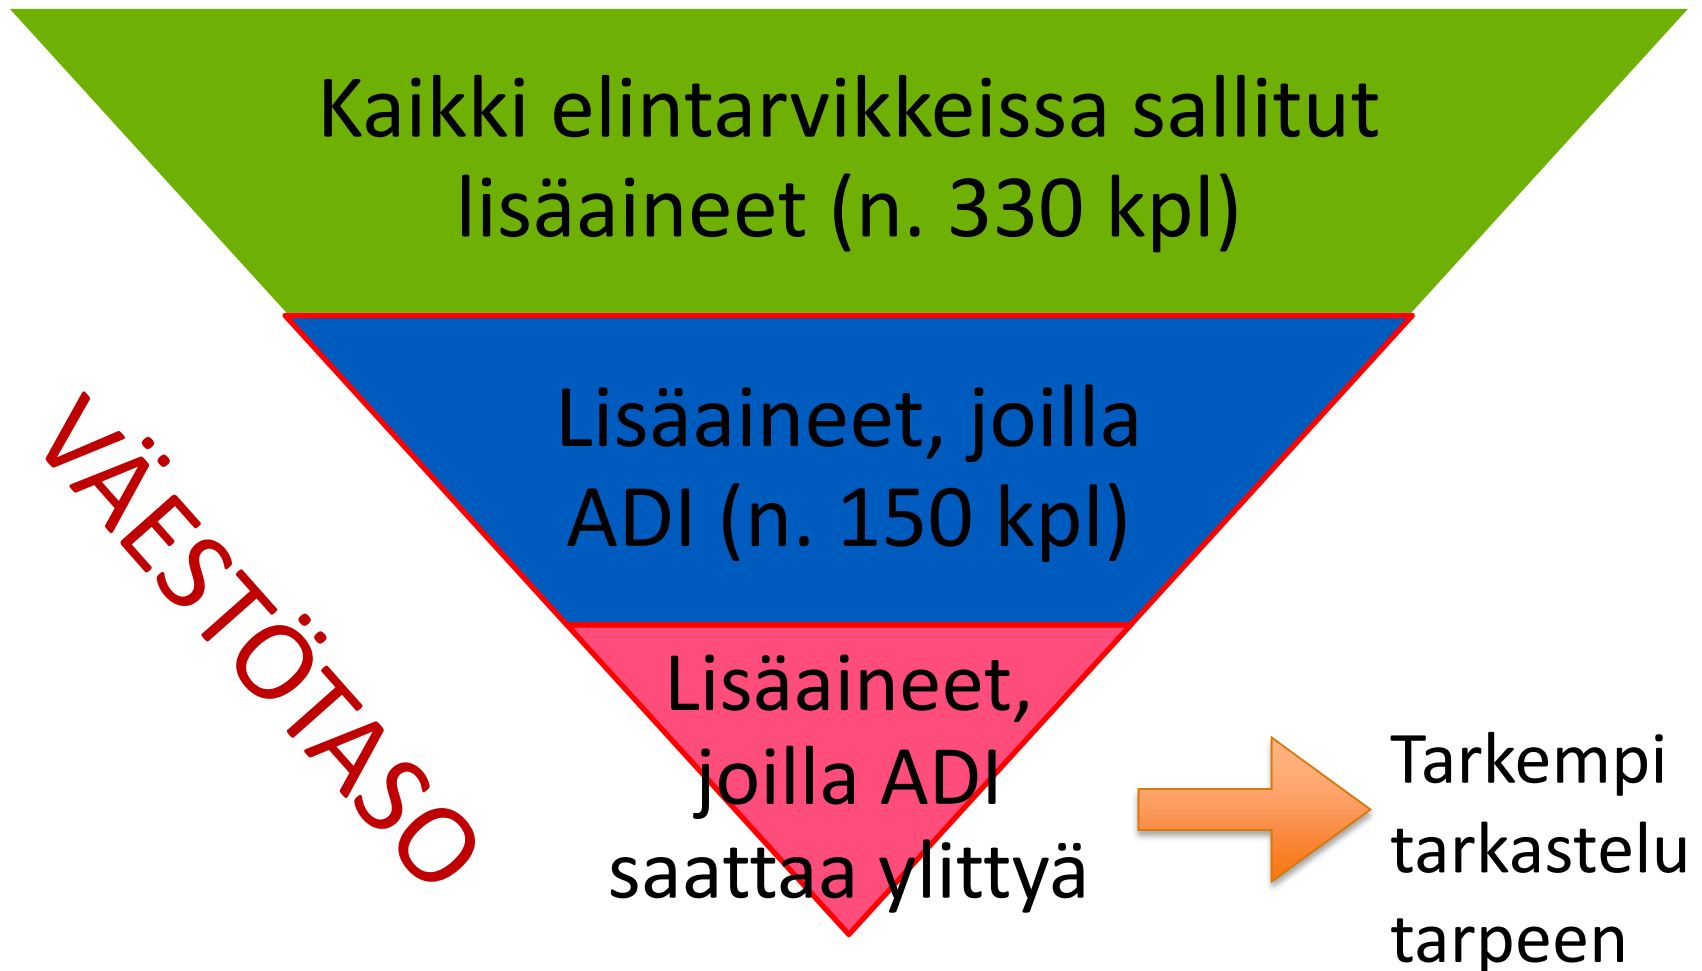 Kaikki elintarvikkeissa sallitut
lisäaineet (n. 330 kpl)
Lisäaineet, joilla
ADI (n. 150 kpl)
VÄESTÖTASO
Lisäaineet,
joilla ADI
saattaa ylittyä
Tarkempi
tarkastelu
tarpeen